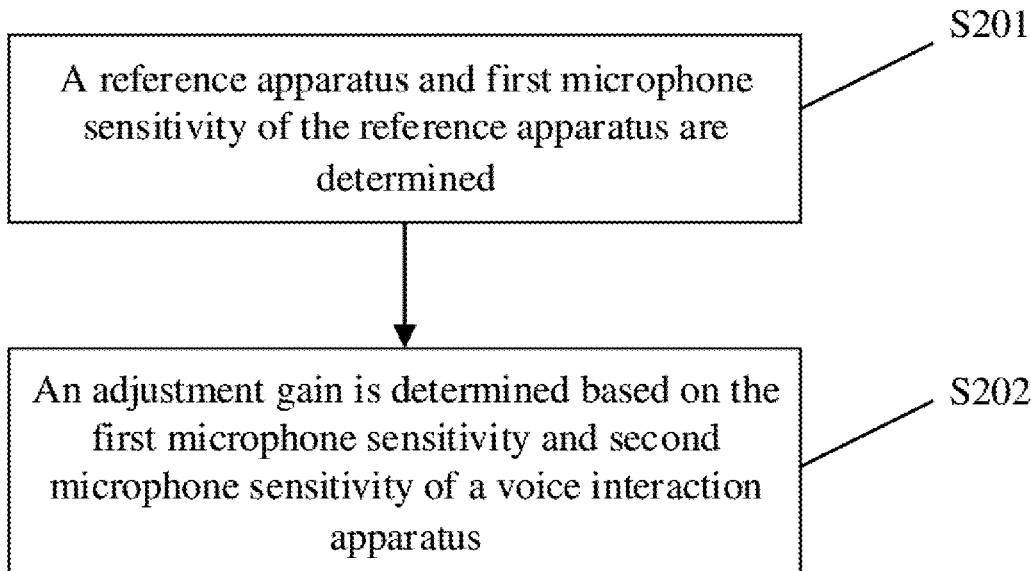 S201
A reference apparatus and first microphone
sensitivity of the reference apparatus are
determined
S202
An adjustment gain is determined based on the
first microphone sensitivity and second
microphone sensitivity of a voice interaction
apparatus